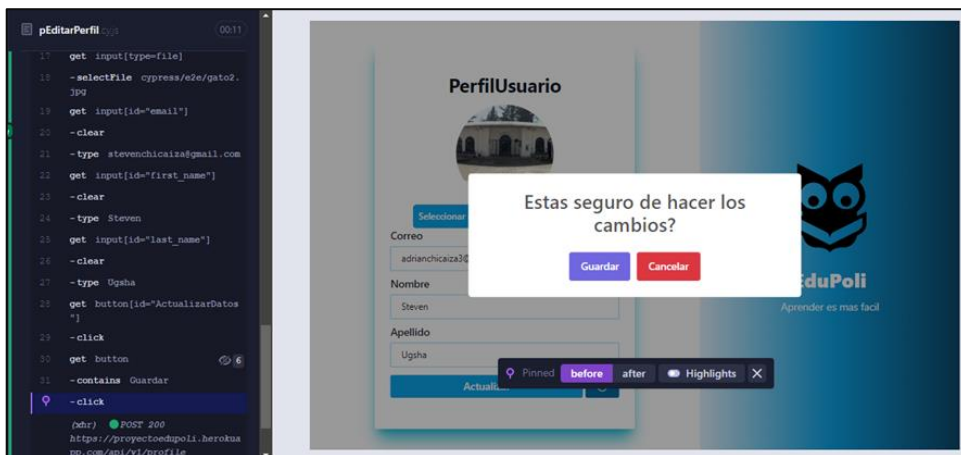 pEditarPerfil.cy.js 00:11
17 get input[type=file]
18 -selectFile cypress/e2e/gato2.
jpg
19 get input[id="email"]
20 -clear
21 -type stevenchicaiza@gmail.com
22 get input[id="first_name"]
23 -clear
24 -type Steven
25 get input[id="last_name"]
26 -clear
27 -type Ugsha
28 get button[id="ActualizarDatos
"]
29 -click
30 get button 6
31 -contains Guardar
-click
(xhr) POST 200
https://proyectoedupoli.heroku
app.com/api/v1/profile
PerfilUsuario
Seleccionar
Correo
adrianchicaiza3@
Nombre
Steven
Apellido
Ugsha
Estas seguro de hacer los
cambios?
Guardar Cancelar
EduPoli
Aprender es mas facil
Pinned before after Highlights